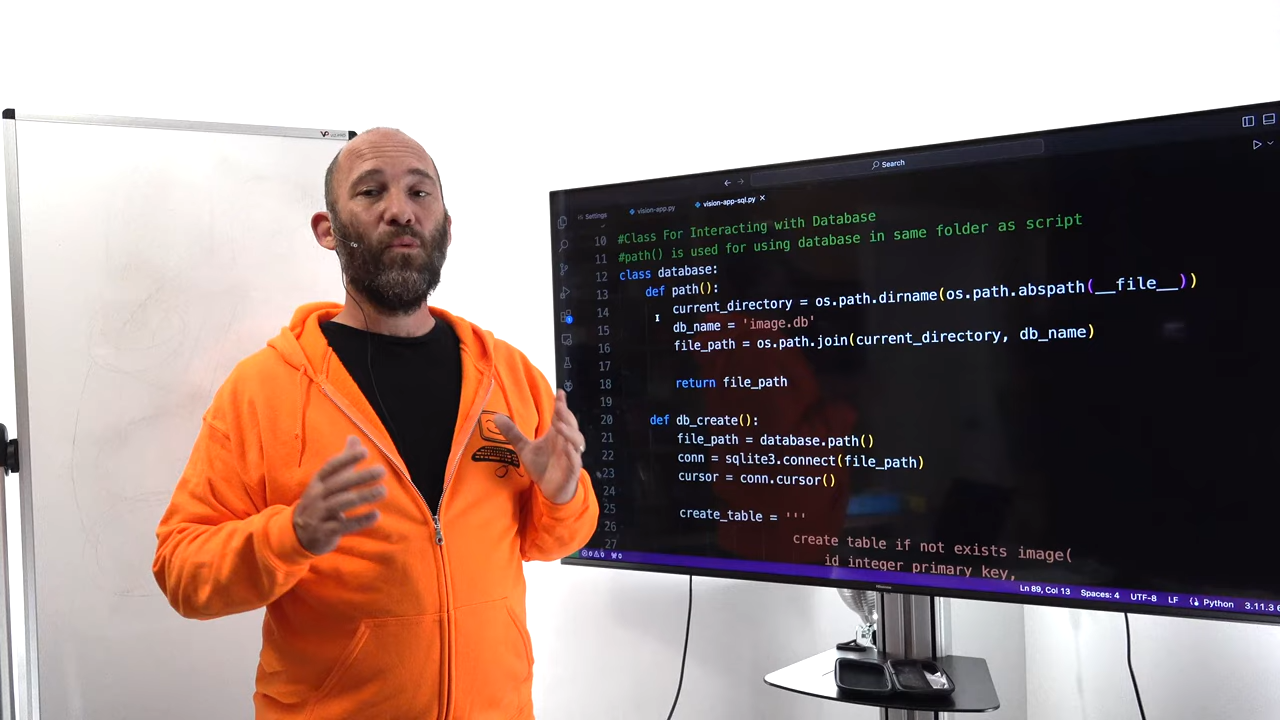 Search
Settings
vision-app.py
vision-app-sql.py
10 #Class For Interacting with Database
11 #path() is used for using database in same folder as script
12 class database:
13 def path():
14 current_directory = os.path.dirname(os.path.abspath(__file__))
15 db_name = 'image.db'
16 file_path = os.path.join(current_directory, db_name)
17
18 return file_path
19
20 def db_create():
21 file_path = database.path()
22 conn = sqlite3.connect(file_path)
23 cursor = conn.cursor()
24
25 create_table = '''
26 create table if not exists image(
27 id integer primary key,
Ln 89, Col 13 Spaces: 4 UTF-8 LF Python 3.11.3